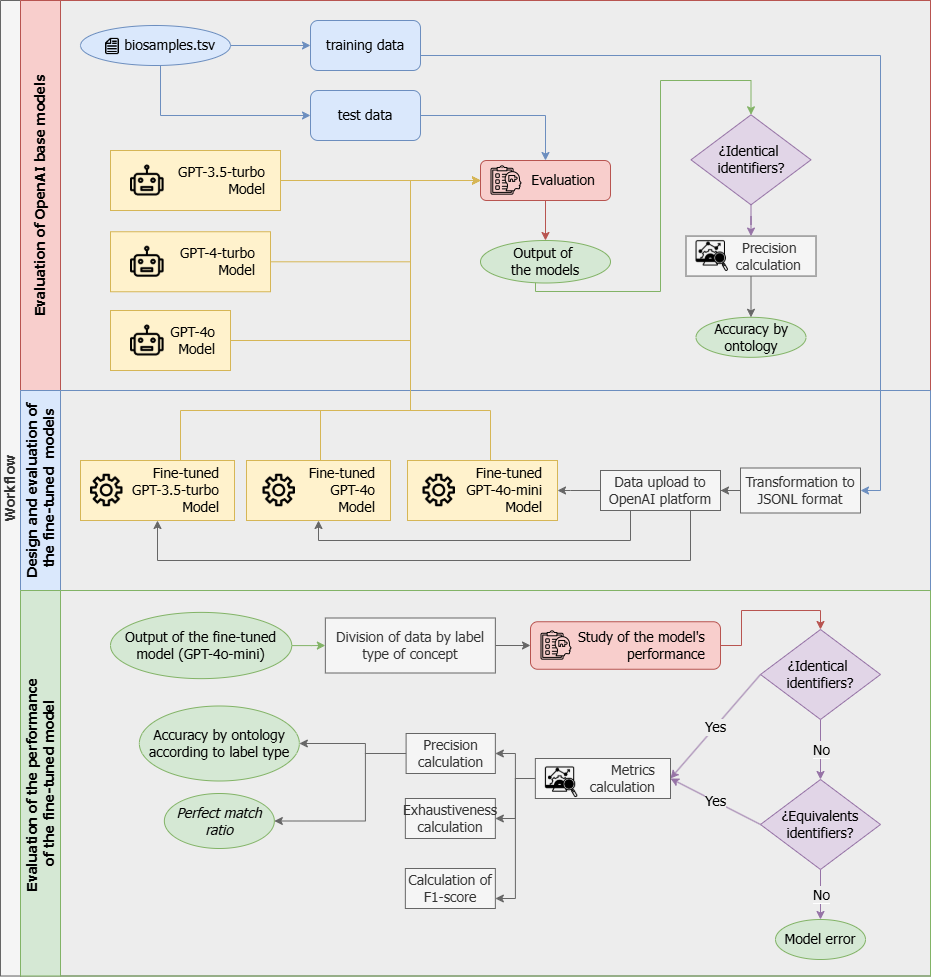 Workflow
Evaluation of OpenAI base models
biosamples.tsv
training data
test data
GPT-3.5-turbo
Model
GPT-4-turbo
Model
GPT-4o
Model
Evaluation
Output of
the models
¿Identical
identifiers?
Precision
calculation
Accuracy by
ontology
Design and evaluation of
the fine-tuned models
Fine-tuned
GPT-3.5-turbo
Model
Fine-tuned
GPT-4o
Model
Fine-tuned
GPT-4o-mini
Model
Data upload to
OpenAI platform
Transformation to
JSONL format
Evaluation of the performance
of the fine-tuned model
Output of the fine-tuned
model (GPT-4o-mini)
Division of data by label
type of concept
Study of the model's
performance
¿Identical
identifiers?
Yes
No
Accuracy by ontology
according to label type
Precision
calculation
Metrics
calculation
Perfect match
ratio
Exhaustiveness
calculation
Yes
¿Equivalents
identifiers?
Calculation of
F1-score
No
Model error